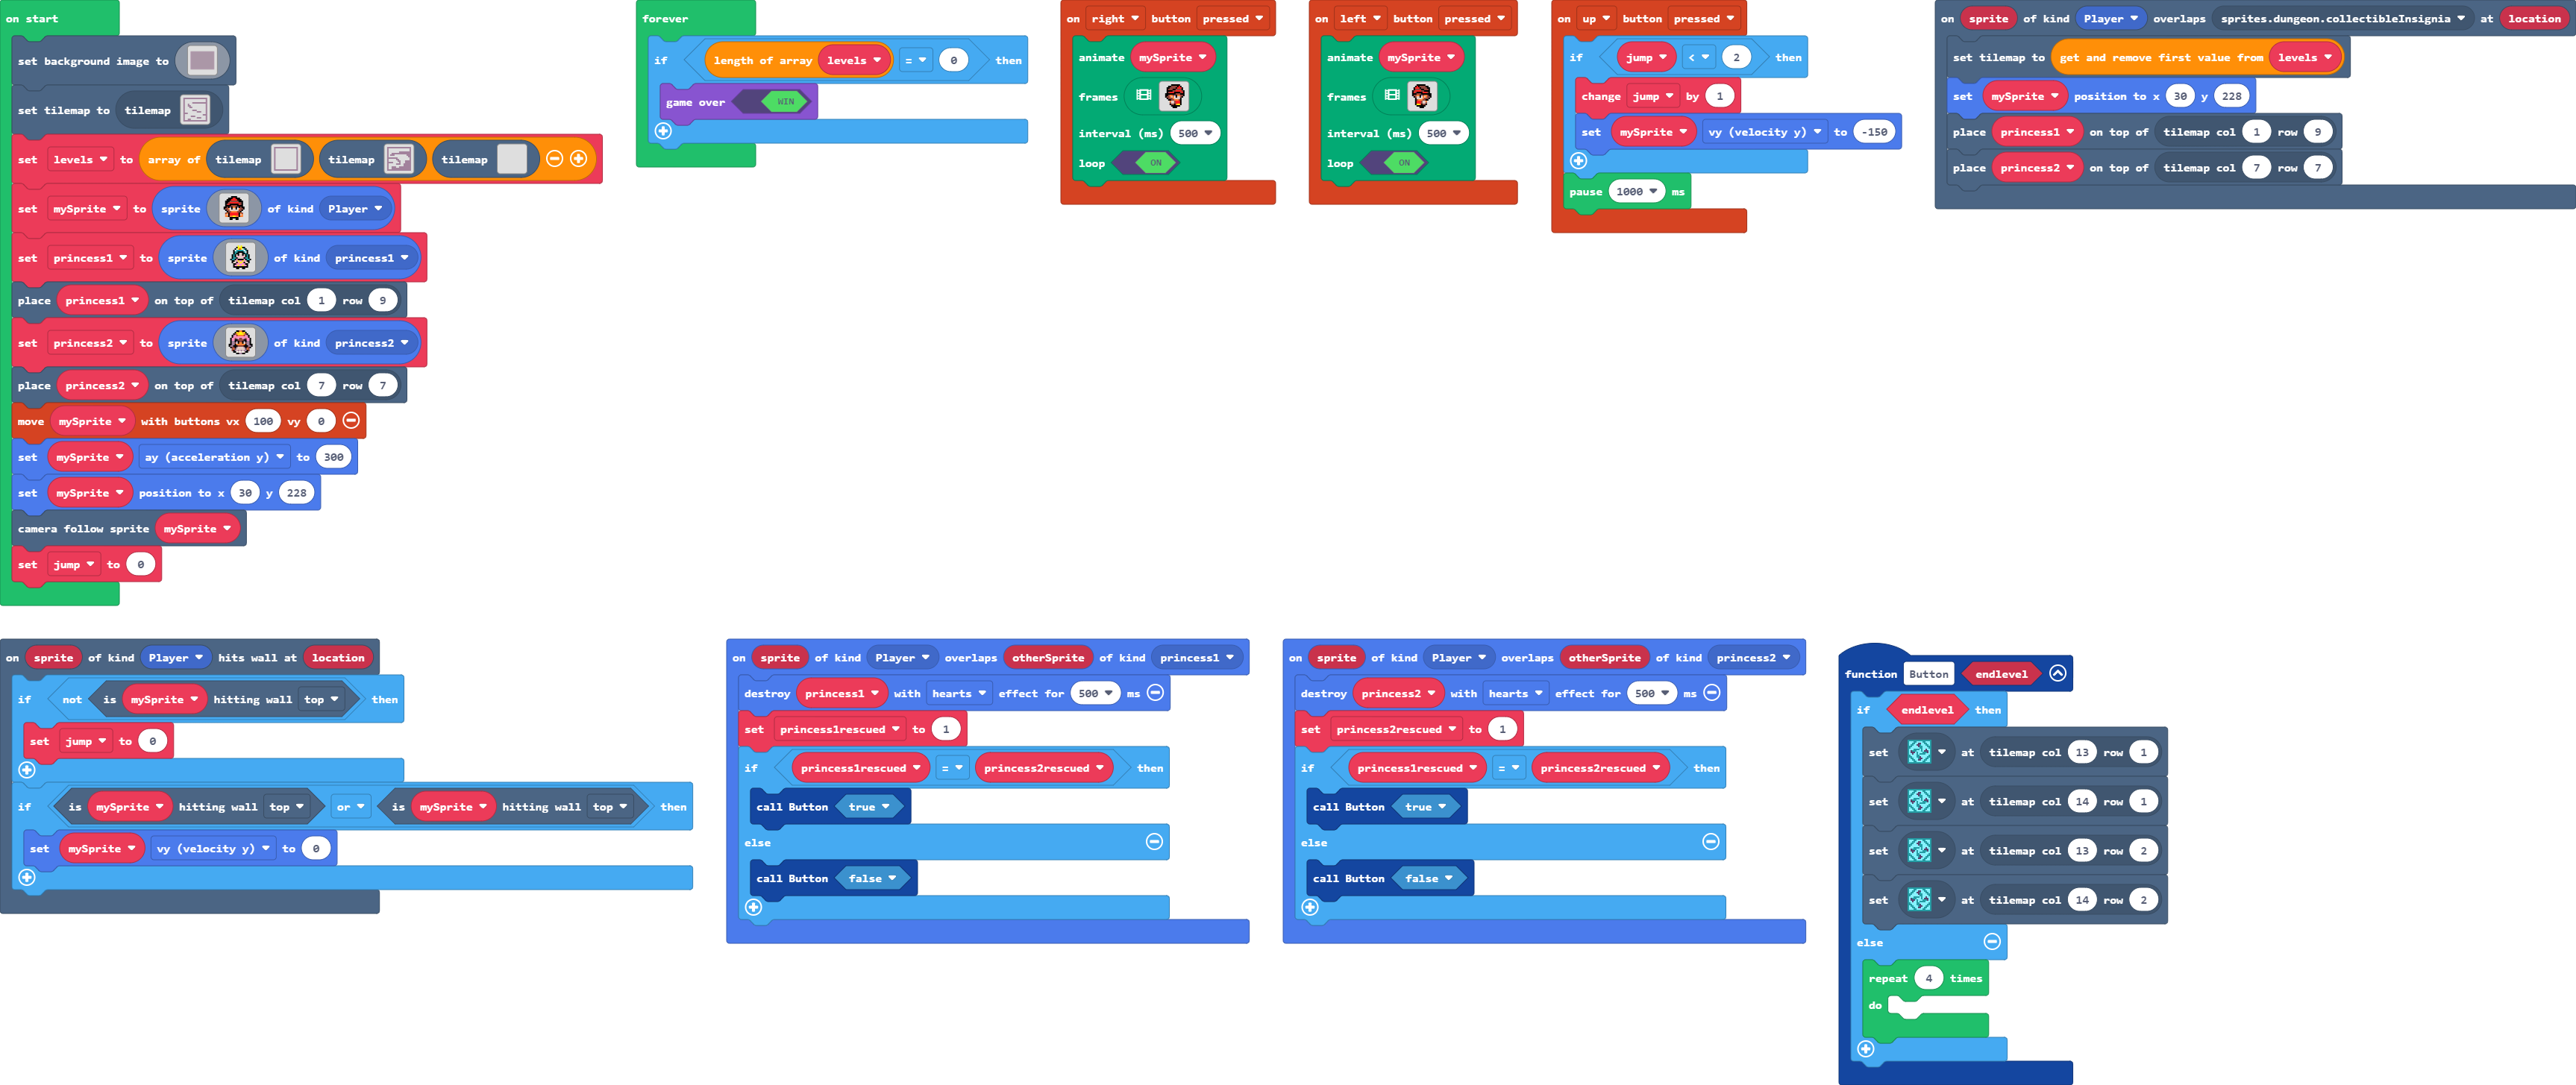 on start
set background image to
set tilemap to tilemap
set levels to array of tilemap tilemap tilemap
set mySprite to sprite of kind Player
set princess1 to sprite of kind princess1
place princess1 on top of tilemap col 1 row 9
set princess2 to sprite of kind princess2
place princess2 on top of tilemap col 7 row 7
move mySprite with buttons vx 100 vy 0
set mySprite ay (acceleration y) to 300
set mySprite position to x 30 y 228
camera follow sprite mySprite
set jump to 0
forever
if length of array levels = 0 then
game over WIN
on right button pressed
animate mySprite
frames
interval (ms) 500
loop ON
on left button pressed
animate mySprite
frames
interval (ms) 500
loop ON
on up button pressed
if jump < 2 then
change jump by 1
set mySprite vy (velocity y) to -150
pause 1000 ms
on sprite of kind Player overlaps sprites.dungeon.collectibleInsignia at location
set tilemap to get and remove first value from levels
set mySprite position to x 30 y 228
place princess1 on top of tilemap col 1 row 9
place princess2 on top of tilemap col 7 row 7
on sprite of kind Player hits wall at location
if not is mySprite hitting wall top then
set jump to 0
if is mySprite hitting wall top or is mySprite hitting wall top then
set mySprite vy (velocity y) to 0
on sprite of kind Player overlaps otherSprite of kind princess1
destroy princess1 with hearts effect for 500 ms
set princess1rescued to 1
if princess1rescued = princess2rescued then
call Button true
else
call Button false
on sprite of kind Player overlaps otherSprite of kind princess2
destroy princess2 with hearts effect for 500 ms
set princess2rescued to 1
if princess1rescued = princess2rescued then
call Button true
else
call Button false
function Button endlevel
if endlevel then
set at tilemap col 13 row 1
set at tilemap col 14 row 1
set at tilemap col 13 row 2
set at tilemap col 14 row 2
else
repeat 4 times
do